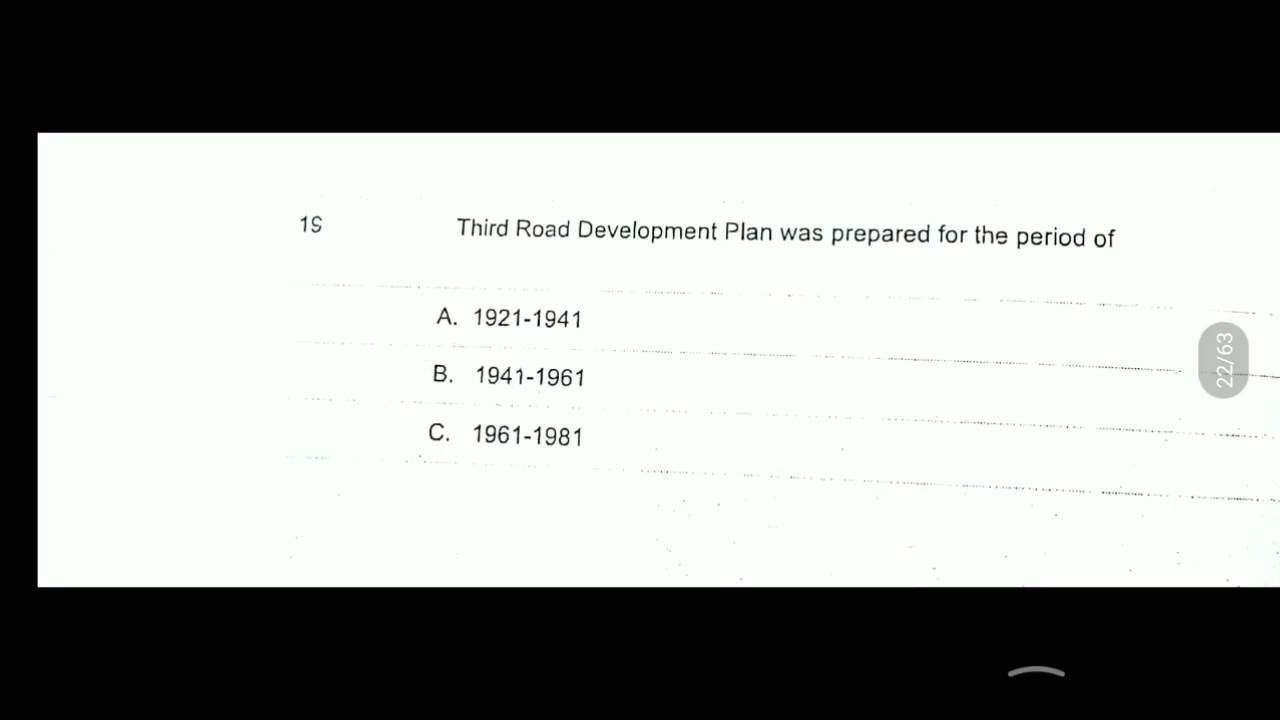 19 Third Road Development Plan was prepared for the period of
A. 1921-1941
B. 1941-1961
C. 1961-1981
22/63